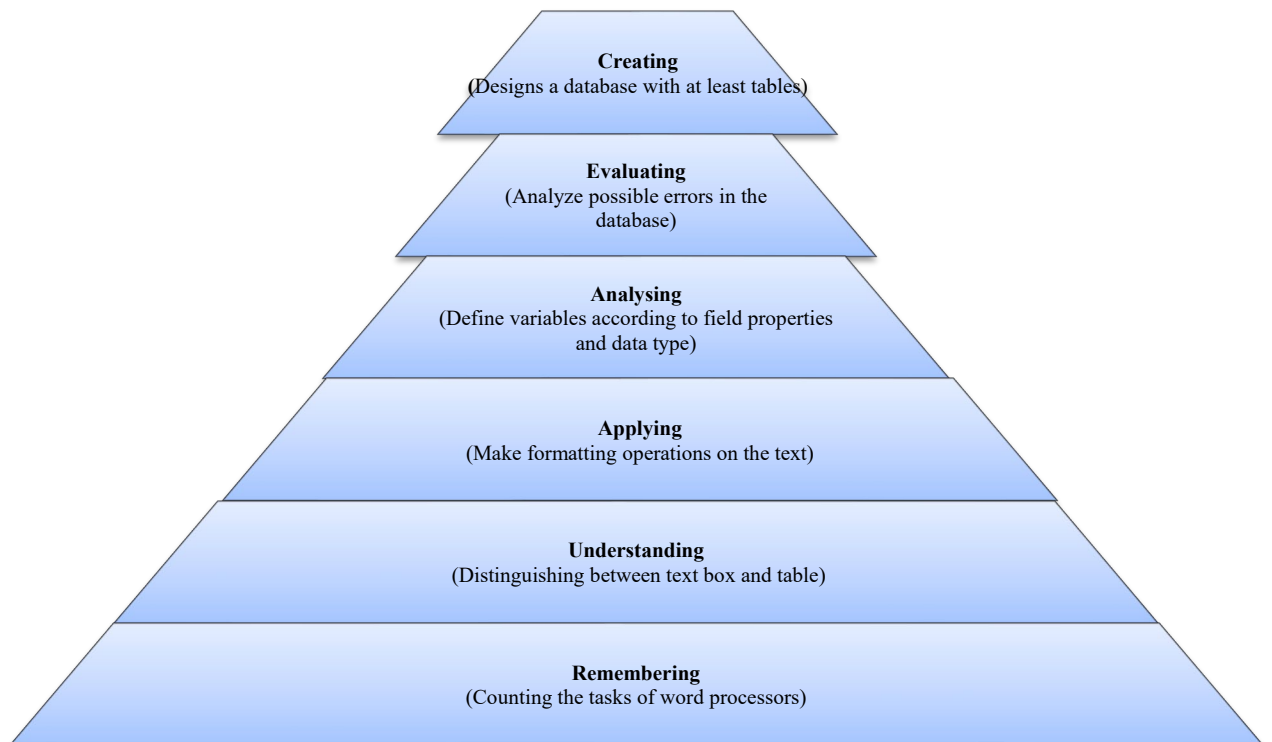 Creating
(Designs a database with at least tables)
Evaluating
(Analyze possible errors in the
database)
Analysing
(Define variables according to field properties
and data type)
Applying
(Make formatting operations on the text)
Understanding
(Distinguishing between text box and table)
Remembering
(Counting the tasks of word processors)